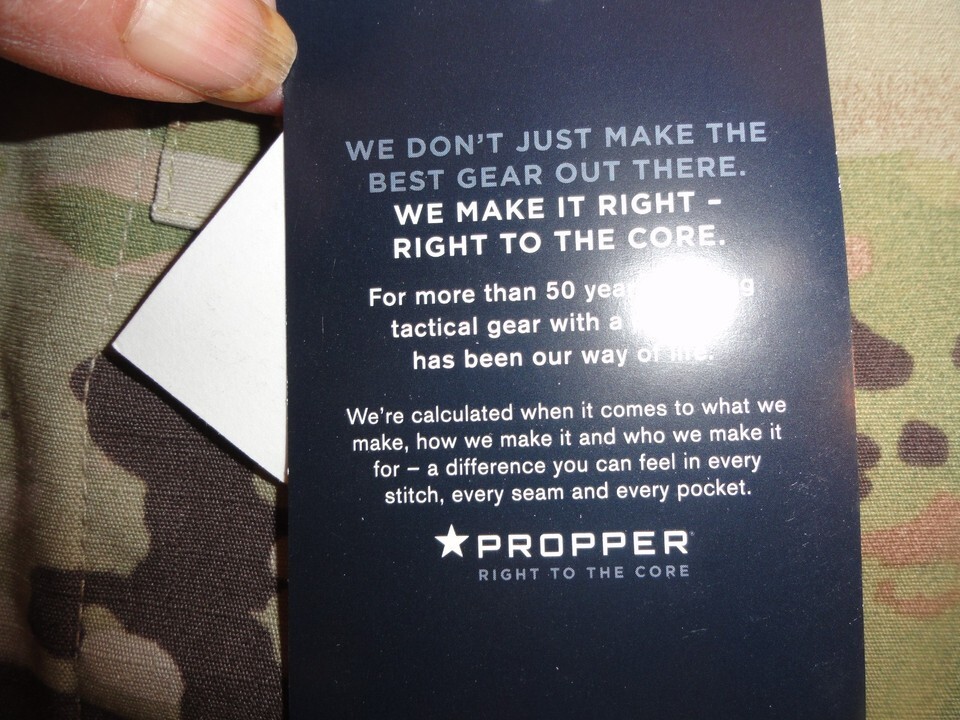 WE DON'T JUST MAKE THE
BEST GEAR OUT THERE.
WE MAKE IT RIGHT –
RIGHT TO THE CORE.
For more than 50
tactical gear with a
has been our way of life.
We're calculated when it comes to what we
make, how we make it and who we make it
for – a difference you can feel in every
stitch, every seam and every pocket.
PROPPER
RIGHT TO THE CORE